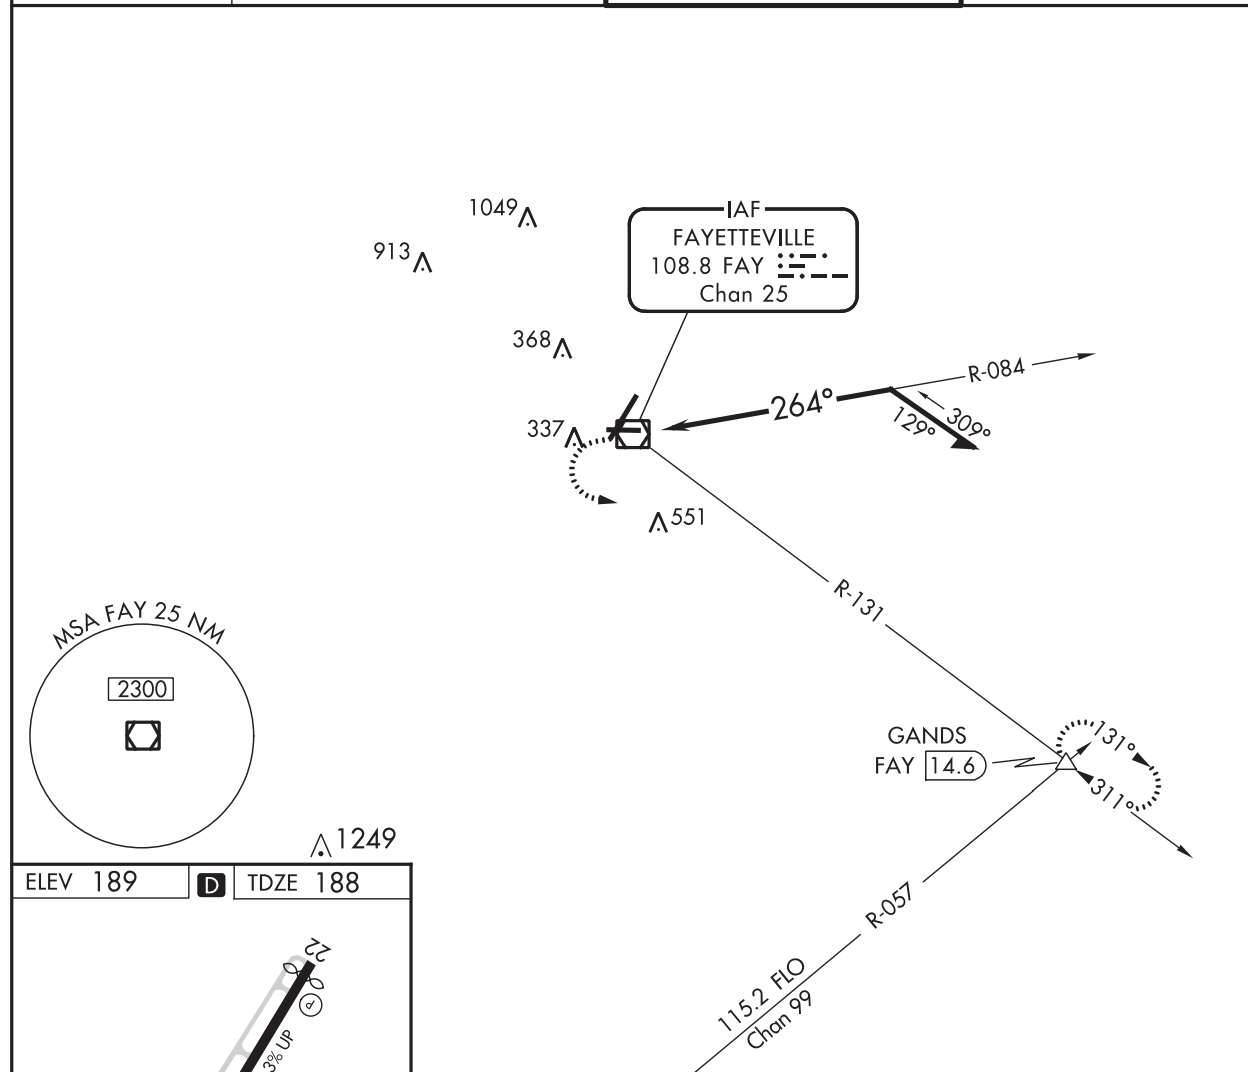 1049
913
IAF
FAYETTEVILLE
108.8 FAY
Chan 25
368
R-084
264°
309°
129°
337
551
R-131
MSA FAY 25 NM
2300
GANDS
FAY 14.6
131°
311°
1249
ELEV 189
D
TDZE 188
R-057
115.2 FLO
Chan 99
22
P
3% UP